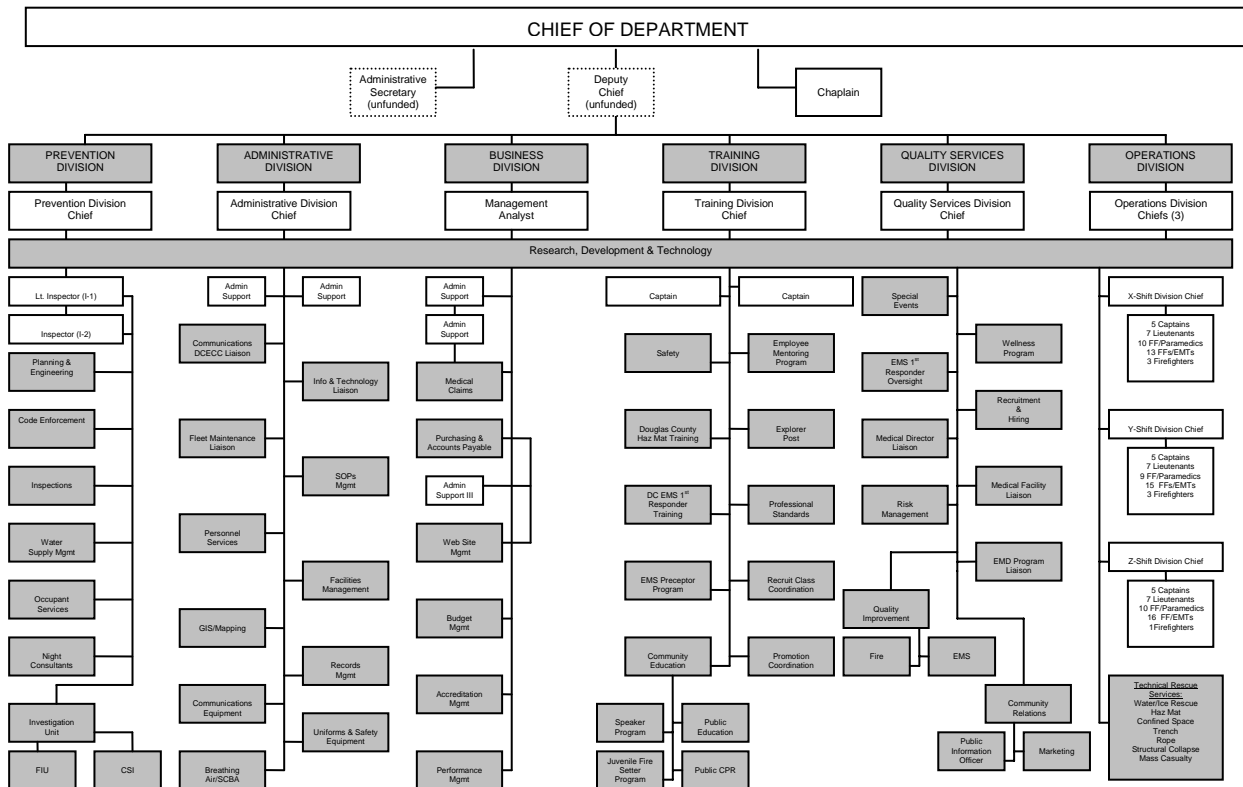 CHIEF OF DEPARTMENT
Administrative
Secretary
(unfunded)
Deputy
Chief
(unfunded)
Chaplain
PREVENTION
DIVISION
ADMINISTRATIVE
DIVISION
BUSINESS
DIVISION
TRAINING
DIVISION
QUALITY SERVICES
DIVISION
OPERATIONS
DIVISION
Prevention Division
Chief
Administrative Division
Chief
Management
Analyst
Training Division
Chief
Quality Services Division
Chief
Operations Division
Chiefs (3)
Research, Development & Technology
Lt. Inspector (I-1)
Inspector (I-2)
Planning &
Engineering
Code Enforcement
Inspections
Water
Supply Mgmt
Occupant
Services
Night
Consultants
Investigation
Unit
FIU
CSI
Admin
Support
Admin
Support
Communications
DCECC Liaison
Info & Technology
Liaison
Fleet Maintenance
Liaison
SOPs
Mgmt
Personnel
Services
Facilities
Management
GIS/Mapping
Records
Mgmt
Communications
Equipment
Uniforms & Safety
Equipment
Breathing
Air/SCBA
Admin
Support
Admin
Support
Medical
Claims
Purchasing &
Accounts Payable
Admin
Support III
Web Site
Mgmt
Budget
Mgmt
Accreditation
Mgmt
Performance
Mgmt
Captain
Captain
Safety
Employee
Mentoring
Program
Douglas County
Haz Mat Training
Explorer
Post
DC EMS 1st
Responder
Training
Professional
Standards
EMS Preceptor
Program
Recruit Class
Coordination
Community
Education
Promotion
Coordination
Speaker
Program
Public
Education
Juvenile Fire
Setter
Program
Public CPR
Special
Events
Wellness
Program
EMS 1st
Responder
Oversight
Recruitment
&
Hiring
Medical Director
Liaison
Medical Facility
Liaison
Risk
Management
EMD Program
Liaison
Quality
Improvement
Fire
EMS
Community
Relations
Public
Information
Officer
Marketing
X-Shift Division Chief
5 Captains
7 Lieutenants
10 FF/Paramedics
13 FFs/EMTs
3 Firefighters
Y-Shift Division Chief
5 Captains
7 Lieutenants
9 FF/Paramedics
15 FFs/EMTs
3 Firefighters
Z-Shift Division Chief
5 Captains
7 Lieutenants
10 FF/Paramedics
16 FF/EMTs
1Firefighters
Technical Rescue
Services:
Water/Ice Rescue
Haz Mat
Confined Space
Trench
Rope
Structural Collapse
Mass Casualty